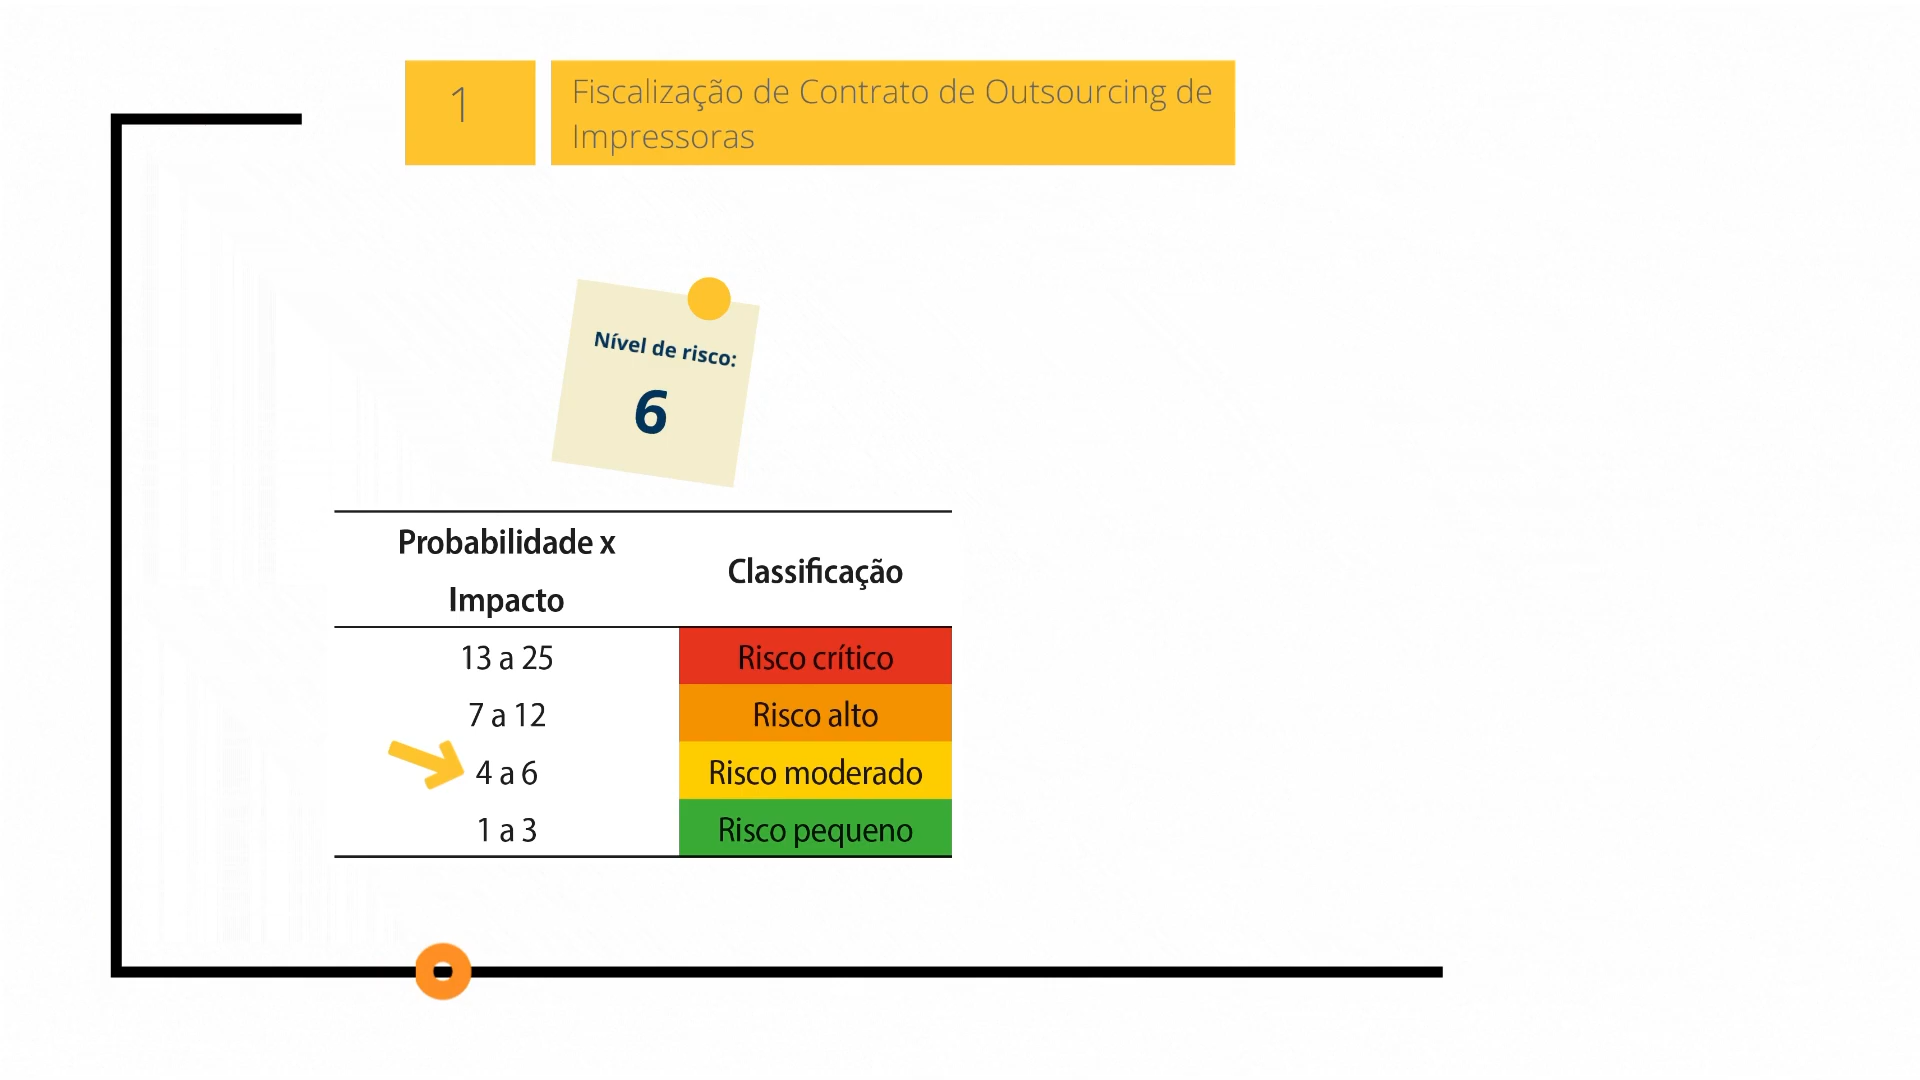 1
Fiscalização de Contrato de Outsourcing de
Impressoras
Nível de risco:
6
Probabilidade x
Impacto
Classificação
13 a 25 Risco crítico
7 a 12 Risco alto
4 a 6 Risco moderado
1 a 3 Risco pequeno